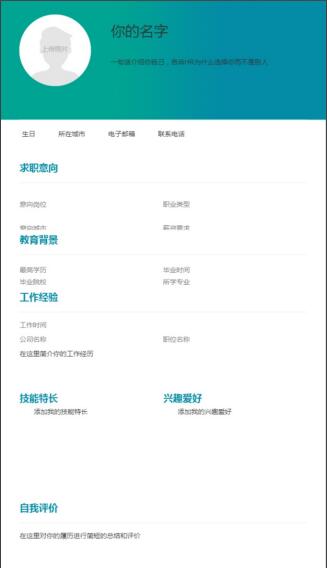 你的名字
上传照片
一句话介绍你自己，告诉HR为什么选择你而不是别人
生日 所在城市 电子邮箱 联系电话
求职意向
意向岗位 职业类型
意向城市 薪资要求
教育背景
最高学历 毕业时间
毕业院校 所学专业
工作经验
工作时间
公司名称 职位名称
在这里简介你的工作经历
技能特长 兴趣爱好
添加我的技能特长 添加我的兴趣爱好
自我评价
在这里对你的履历进行简短的总结和评价